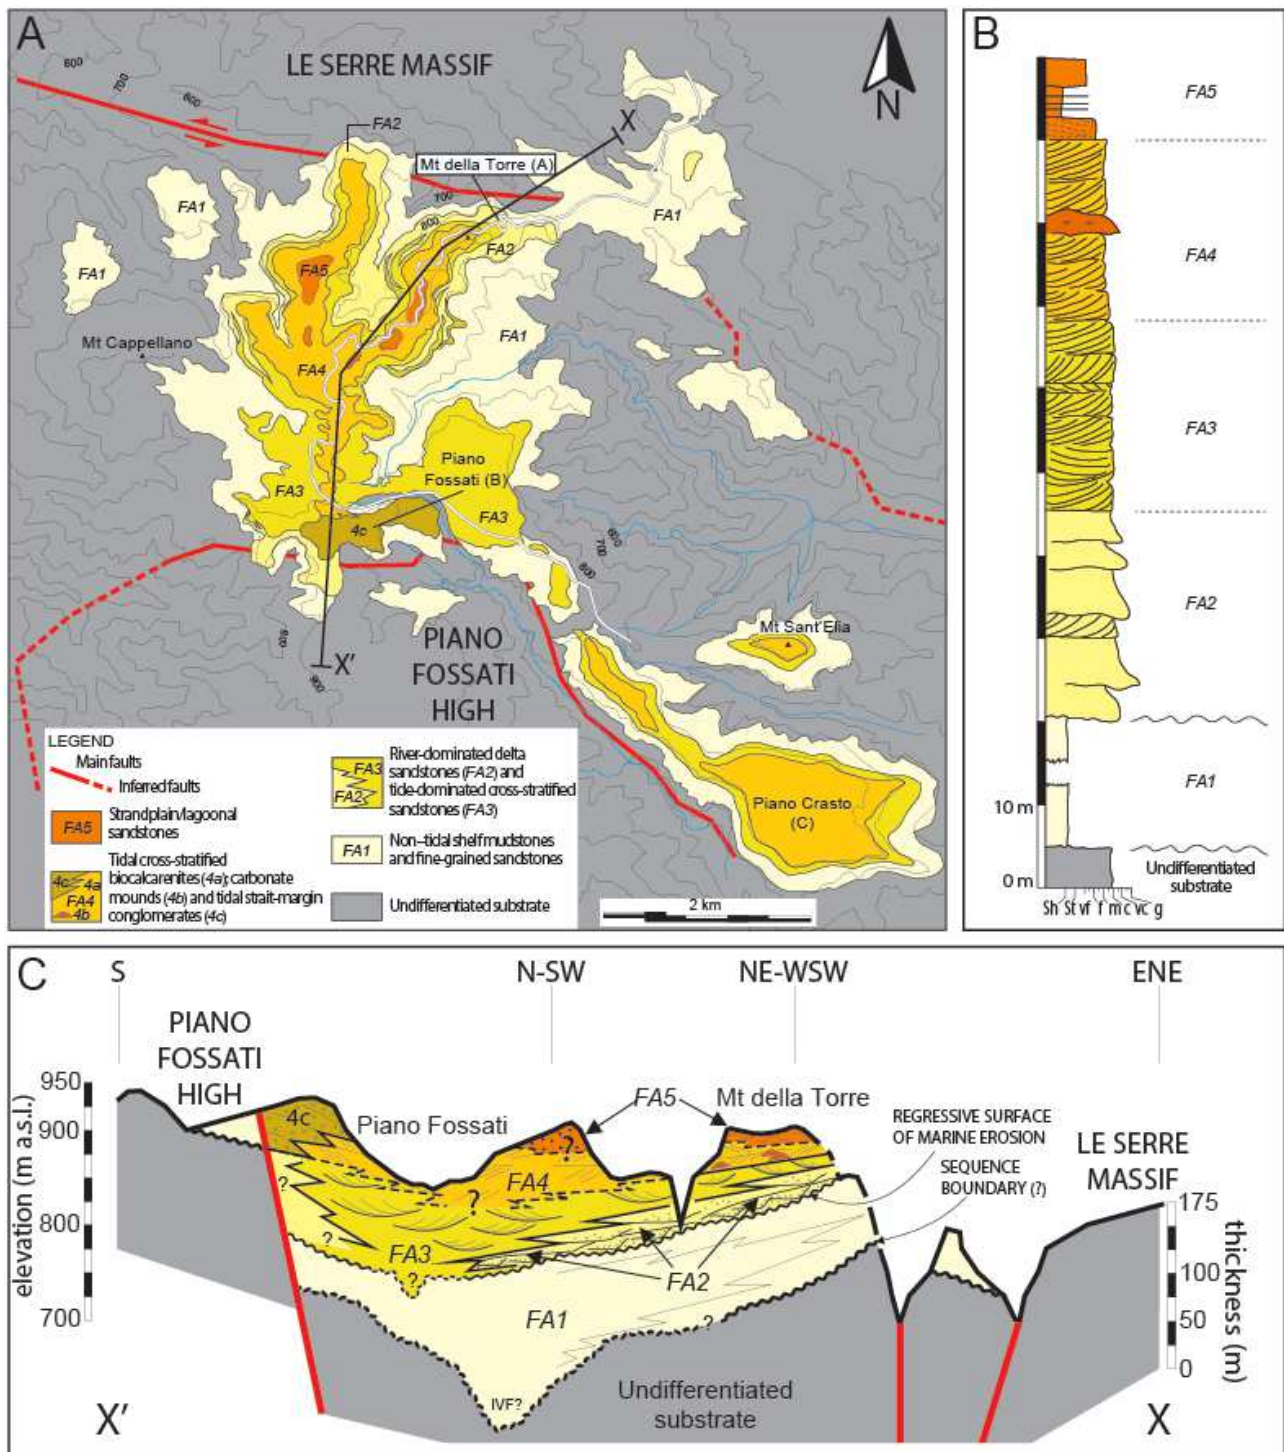 A
LE SERRE MASSIF
N
800
700
600
FA2
X
Mt della Torre (A)
700
800
FA1
FA1
FA2
FA1
FA5
FA1
Mt Cappellano
FA4
Piano
Fossati (B)
FA3
4c
FA3
600
700
800
Mt Sant'Elia
PIANO
FOSSATI
HIGH
X'
900
Piano Crasto
(C)
LEGEND
Main faults
Inferred faults
FA5
Strandplain/lagoonal
sandstones
4c 4a
FA4
4b
Tidal cross-stratified
biocalcarenites (4a); carbonate
mounds (4b) and tidal strait-margin
conglomerates (4c)
FA3
FA2
River-dominated delta
sandstones (FA2) and
tide-dominated cross-stratified
sandstones (FA3)
FA1
Non-tidal shelf mudstones
and fine-grained sandstones
Undifferentiated substrate
2 km
B
FA5
FA4
FA3
FA2
FA1
10 m
Undifferentiated
substrate
0 m
Sh St vf f m c vc g
C
S
N-SW
NE-WSW
ENE
PIANO
FOSSATI
HIGH
950
900
800
700
elevation (m a.s.l.)
4c
Piano Fossati
FA5
Mt della Torre
REGRESSIVE SURFACE
OF MARINE EROSION
SEQUENCE
BOUNDARY (?)
LE SERRE
MASSIF
175
100
50
0
thickness (m)
?
FA4
?
?
?
FA3
?
FA2
FA1
?
IVF?
Undifferentiated
substrate
X'
X